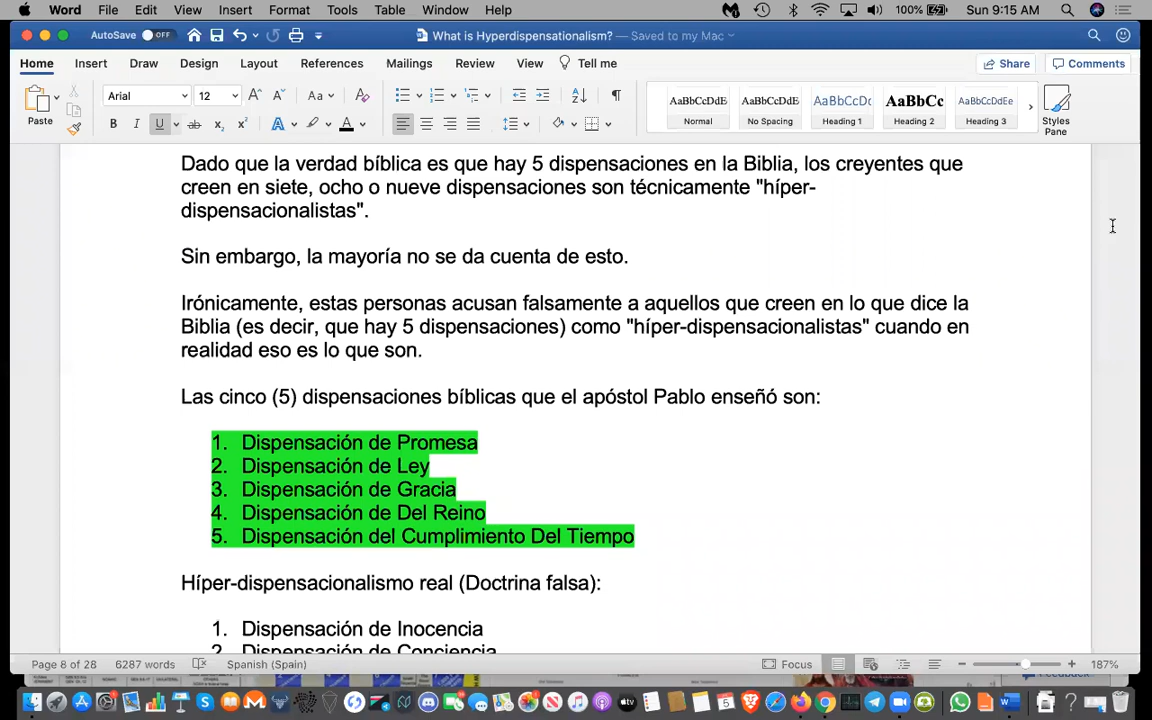 Word File Edit View Insert Format Tools Table Window Help 100% Sun 9:15 AM
AutoSave OFF What is Hyperdispensationalism? — Saved to my Mac
Home Insert Draw Design Layout References Mailings Review View Tell me Share Comments
Paste Arial 12 AaBbCcDdE Normal AaBbCcDdE No Spacing AaBbCcDc Heading 1 AaBbCc Heading 2 AaBbCcDdEe Heading 3 Styles Pane
Dado que la verdad bíblica es que hay 5 dispensaciones en la Biblia, los creyentes que
creen en siete, ocho o nueve dispensaciones son técnicamente "híper-
dispensacionalistas".
Sin embargo, la mayoría no se da cuenta de esto.
Irónicamente, estas personas acusan falsamente a aquellos que creen en lo que dice la
Biblia (es decir, que hay 5 dispensaciones) como "híper-dispensacionalistas" cuando en
realidad eso es lo que son.
Las cinco (5) dispensaciones bíblicas que el apóstol Pablo enseñó son:
1. Dispensación de Promesa
2. Dispensación de Ley
3. Dispensación de Gracia
4. Dispensación de Del Reino
5. Dispensación del Cumplimiento Del Tiempo
Híper-dispensacionalismo real (Doctrina falsa):
1. Dispensación de Inocencia
2. Dispensación de Conciencia
Page 8 of 28 6287 words Spanish (Spain) Focus 187%